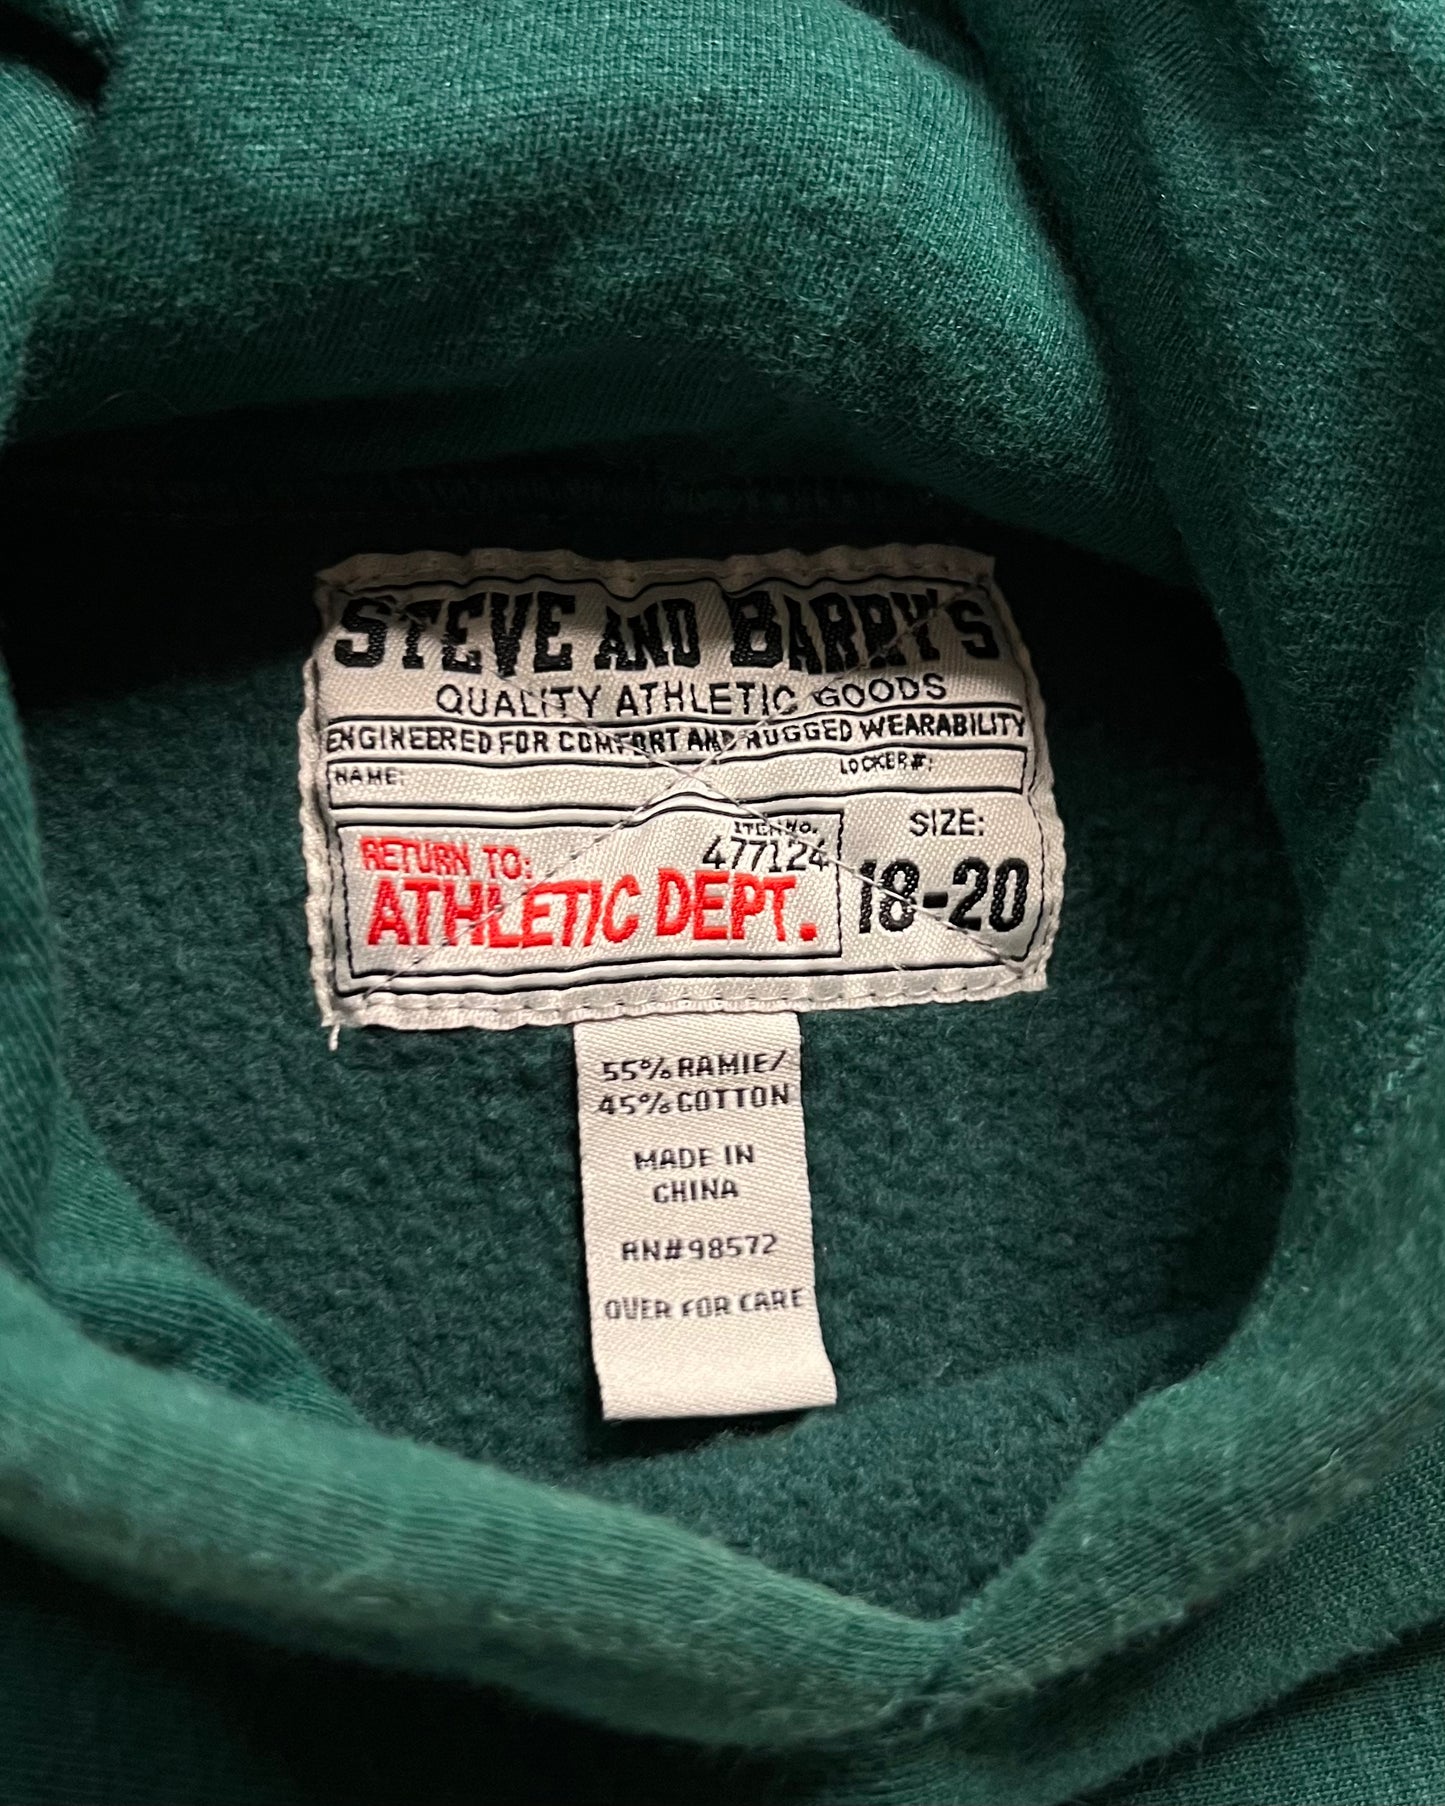 STEVE AND BARRY'S
QUALITY ATHLETIC GOODS
ENGINEERED FOR COMFORT AND RUGGED WEARABILITY
NAME: LOCKER#:
ITEM No.
477124
RETURN TO:
ATHLETIC DEPT.
SIZE:
18-20
55% RAMIE/
45% COTTON
MADE IN
CHINA
RN#98572
OVER FOR CARE